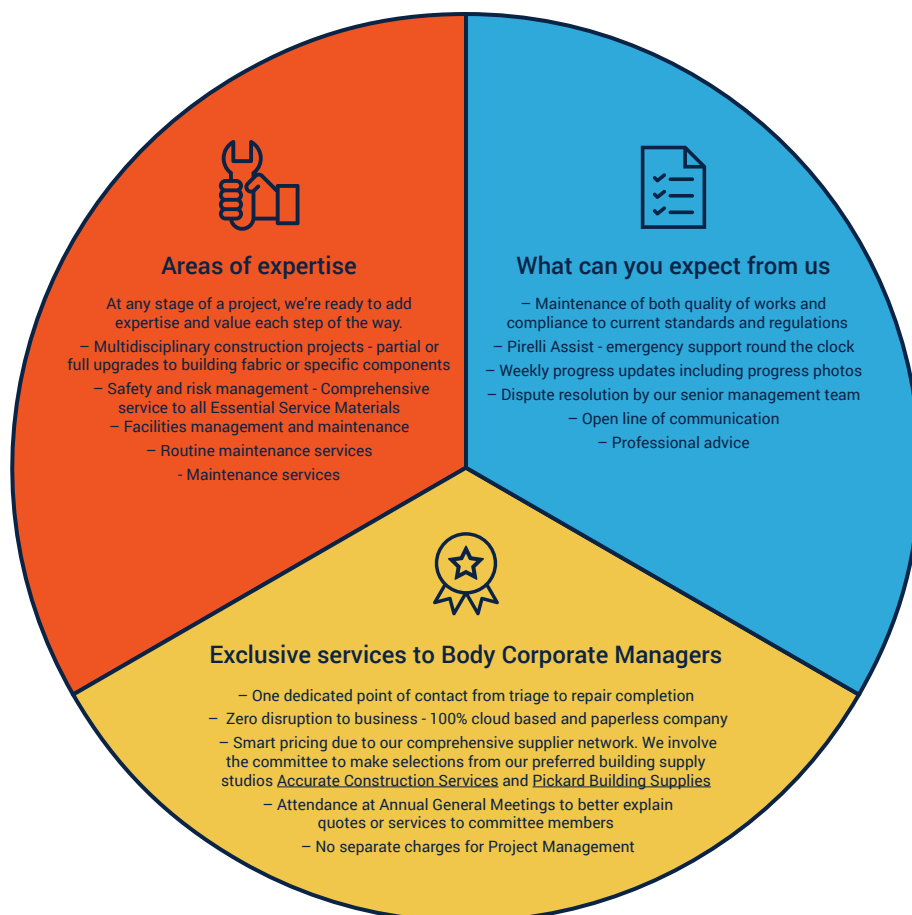 Areas of expertise
At any stage of a project, we’re ready to add
expertise and value each step of the way.
– Multidisciplinary construction projects - partial or
full upgrades to building fabric or specific components
– Safety and risk management - Comprehensive
service to all Essential Service Materials
– Facilities management and maintenance
– Routine maintenance services
- Maintenance services
What can you expect from us
– Maintenance of both quality of works and
compliance to current standards and regulations
– Pirelli Assist - emergency support round the clock
– Weekly progress updates including progress photos
– Dispute resolution by our senior management team
– Open line of communication
– Professional advice
Exclusive services to Body Corporate Managers
– One dedicated point of contact from triage to repair completion
– Zero disruption to business - 100% cloud based and paperless company
– Smart pricing due to our comprehensive supplier network. We involve
the committee to make selections from our preferred building supply
studios Accurate Construction Services and Pickard Building Supplies
– Attendance at Annual General Meetings to better explain
quotes or services to committee members
– No separate charges for Project Management